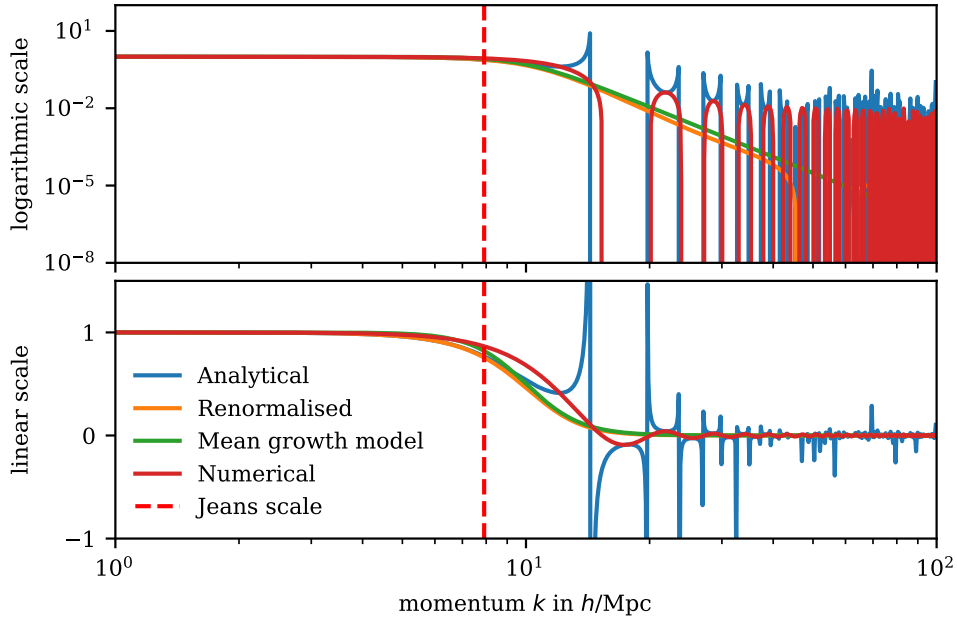 logarithmic scale
10^1
10^-2
10^-5
10^-8
linear scale
1
0
−1
Analytical
Renormalised
Mean growth model
Numerical
Jeans scale
10^0
10^1
10^2
momentum k in h/Mpc